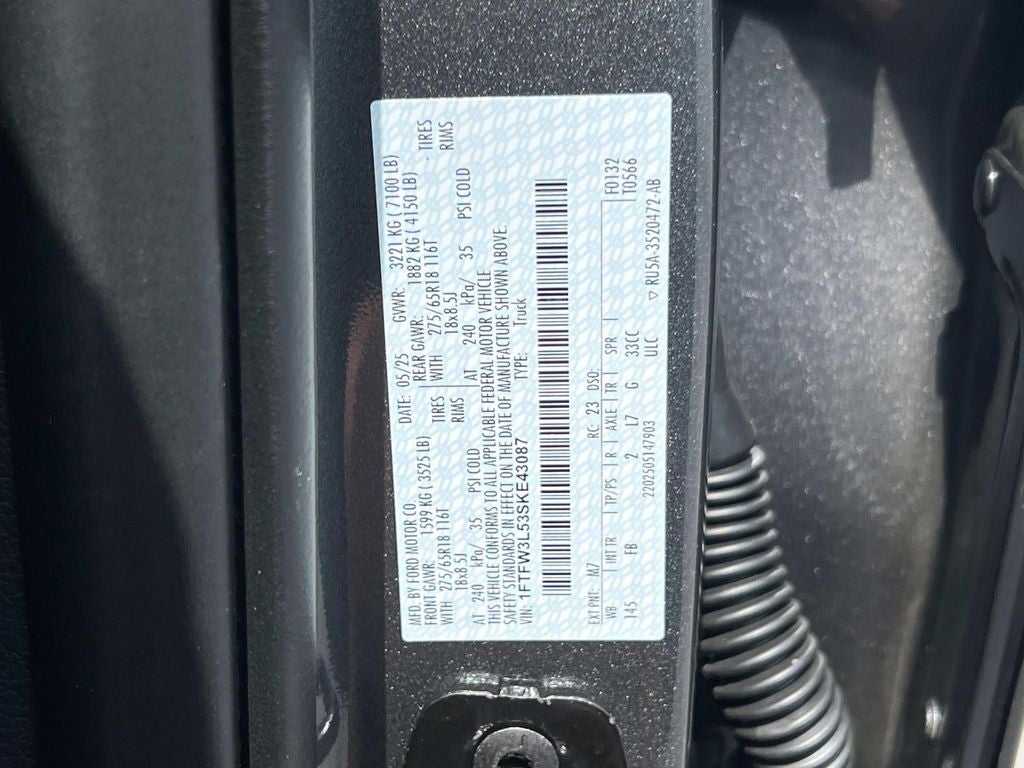 MFD. BY FORD MOTOR CO.
DATE: 05/25 GVWR: 3221 KG ( 7100 LB)
FRONT GAWR: 1599 KG ( 3525 LB)
REAR GAWR: 1882 KG ( 4150 LB)
WITH 275/65R18 116T TIRES
WITH 275/65R18 116T TIRES
18x8.5J RIMS
18x8.5J RIMS
AT 240 kPa/ 35 PSI COLD
AT 240 kPa/ 35 PSI COLD
THIS VEHICLE CONFORMS TO ALL APPLICABLE FEDERAL MOTOR VEHICLE
SAFETY STANDARDS IN EFFECT ON THE DATE OF MANUFACTURE SHOWN ABOVE.
VIN: 1FTFW3L53SKE43087 TYPE: Truck
EXT PNT: M7 RC: 23 DSO: F0132
WB INT TR TP/PS R AXLE TR SPR T0566
145 FB 2 L7 G 33CC
2202505147903 ULC ▽ RU5A-3520472-AB